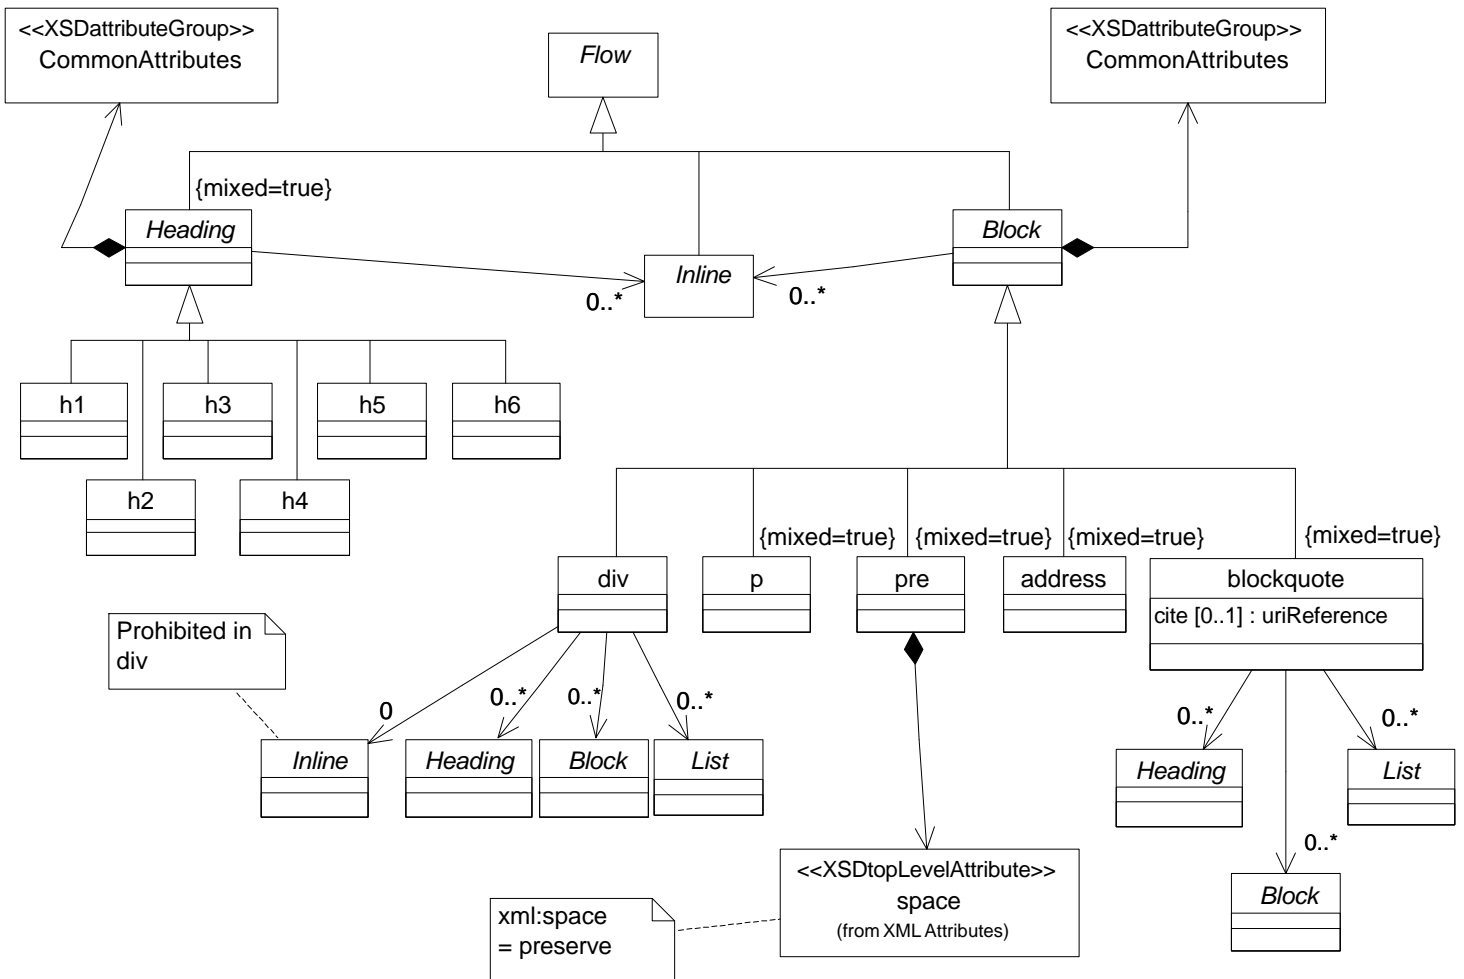 <<XSDattributeGroup>>
CommonAttributes
Flow
<<XSDattributeGroup>>
CommonAttributes
{mixed=true}
Heading
Block
Inline
0..*
0..*
h1
h3
h5
h6
h2
h4
{mixed=true}
{mixed=true}
{mixed=true}
{mixed=true}
div
p
pre
address
blockquote
cite [0..1] : uriReference
Prohibited in
div
0
0..*
0..*
0..*
0..*
0..*
Inline
Heading
Block
List
Heading
List
0..*
<<XSDtopLevelAttribute>>
space
(from XML Attributes)
Block
xml:space
= preserve